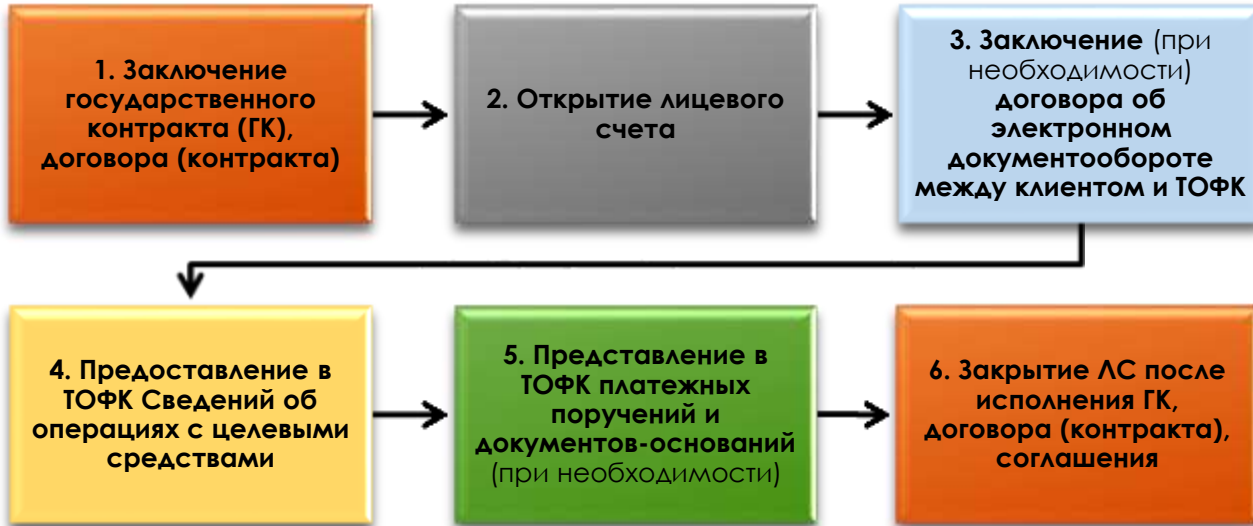 1. Заключение
государственного
контракта (ГК),
договора (контракта)
2. Открытие лицевого
счета
3. Заключение (при
необходимости)
договора об
электронном
документообороте
между клиентом и ТОФК
4. Предоставление в
ТОФК Сведений об
операциях с целевыми
средствами
5. Представление в
ТОФК платежных
поручений и
документов-оснований
(при необходимости)
6. Закрытие ЛС после
исполнения ГК,
договора (контракта),
соглашения